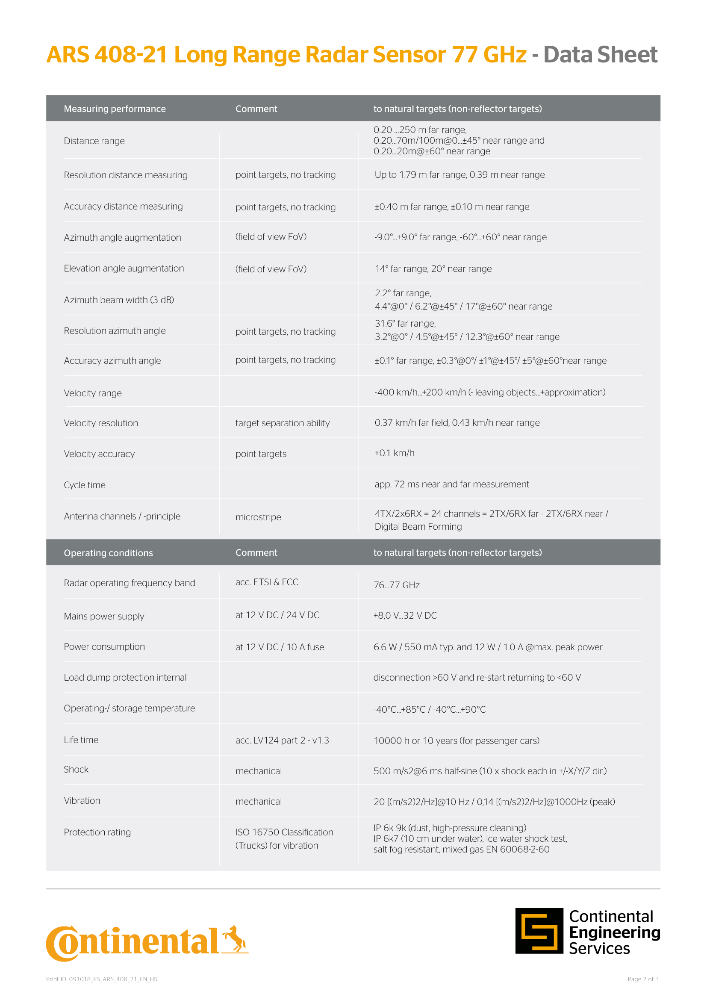 ARS 408-21 Long Range Radar Sensor 77 GHz - Data Sheet
Measuring performance Comment to natural targets (non-reflector targets)
Distance range 0.20 ...250 m far range,
0.20...70m/100m@0...±45° near range and
0.20...20m@±60° near range
Resolution distance measuring point targets, no tracking Up to 1.79 m far range, 0.39 m near range
Accuracy distance measuring point targets, no tracking ±0.40 m far range, ±0.10 m near range
Azimuth angle augmentation (field of view FoV) -9.0°...+9.0° far range, -60°...+60° near range
Elevation angle augmentation (field of view FoV) 14° far range, 20° near range
Azimuth beam width (3 dB) 2.2° far range,
4.4°@0° / 6.2°@±45° / 17°@±60° near range
Resolution azimuth angle point targets, no tracking 31.6° far range,
3.2°@0° / 4.5°@±45° / 12.3°@±60° near range
Accuracy azimuth angle point targets, no tracking ±0.1° far range, ±0.3°@0°/ ±1°@±45°/ ±5°@±60°near range
Velocity range -400 km/h...+200 km/h (- leaving objects...+approximation)
Velocity resolution target separation ability 0.37 km/h far field, 0.43 km/h near range
Velocity accuracy point targets ±0.1 km/h
Cycle time app. 72 ms near and far measurement
Antenna channels / -principle microstripe 4TX/2x6RX = 24 channels = 2TX/6RX far - 2TX/6RX near /
Digital Beam Forming
Operating conditions Comment to natural targets (non-reflector targets)
Radar operating frequency band acc. ETSI & FCC 76...77 GHz
Mains power supply at 12 V DC / 24 V DC +8,0 V...32 V DC
Power consumption at 12 V DC / 10 A fuse 6.6 W / 550 mA typ. and 12 W / 1.0 A @max. peak power
Load dump protection internal disconnection >60 V and re-start returning to <60 V
Operating-/ storage temperature -40°C...+85°C / -40°C...+90°C
Life time acc. LV124 part 2 - v1.3 10000 h or 10 years (for passenger cars)
Shock mechanical 500 m/s2@6 ms half-sine (10 x shock each in +/-X/Y/Z dir.)
Vibration mechanical 20 [(m/s2)2/Hz]@10 Hz / 0,14 [(m/s2)2/Hz]@1000Hz (peak)
Protection rating ISO 16750 Classification
(Trucks) for vibration
IP 6k 9k (dust, high-pressure cleaning)
IP 6k7 (10 cm under water), ice-water shock test,
salt fog resistant, mixed gas EN 60068-2-60
Continental
Continental
Engineering
Services
Print ID: 091018_FS_ARS_408_21_EN_HS
Page 2 of 3